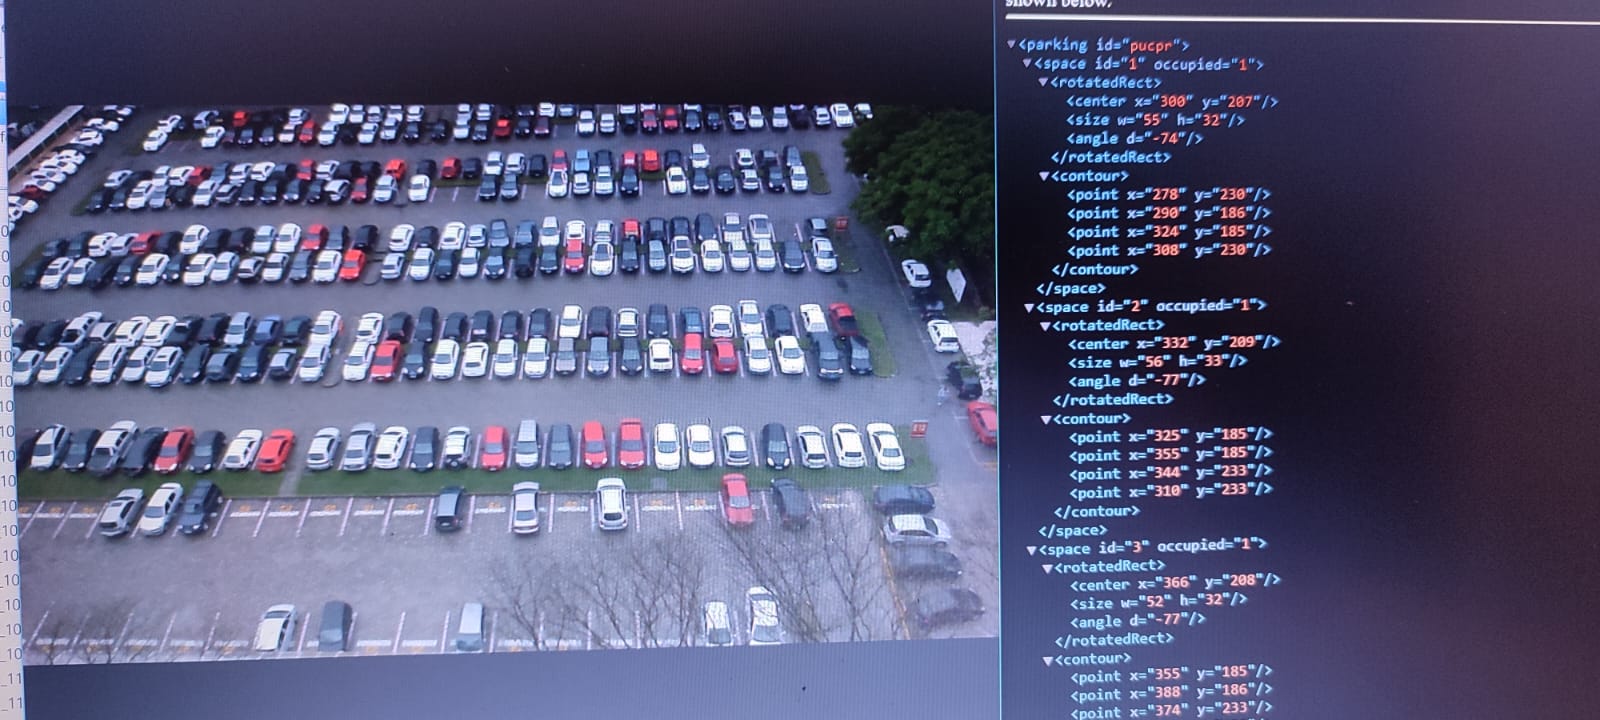 shown below.
▼<parking id="pucpr">
▼<space id="1" occupied="1">
▼<rotatedRect>
<center x="300" y="207"/>
<size w="55" h="32"/>
<angle d="-74"/>
</rotatedRect>
▼<contour>
<point x="278" y="230"/>
<point x="290" y="186"/>
<point x="324" y="185"/>
<point x="308" y="230"/>
</contour>
</space>
▼<space id="2" occupied="1">
▼<rotatedRect>
<center x="332" y="209"/>
<size w="56" h="33"/>
<angle d="-77"/>
</rotatedRect>
▼<contour>
<point x="325" y="185"/>
<point x="355" y="185"/>
<point x="344" y="233"/>
<point x="310" y="233"/>
</contour>
</space>
▼<space id="3" occupied="1">
▼<rotatedRect>
<center x="366" y="208"/>
<size w="52" h="32"/>
<angle d="-77"/>
</rotatedRect>
▼<contour>
<point x="355" y="185"/>
<point x="388" y="186"/>
<point x="374" y="233"/>